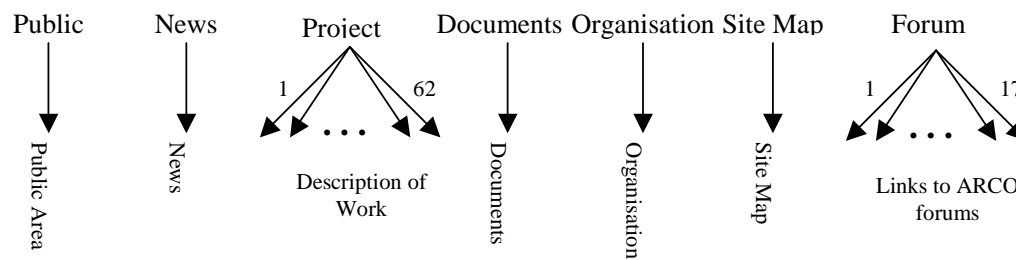 Public News Project Documents Organisation Site Map Forum
1 62 1 17
...
...
Public Area
News
Description of
Work
Documents
Organisation
Site Map
Links to ARCO
forums